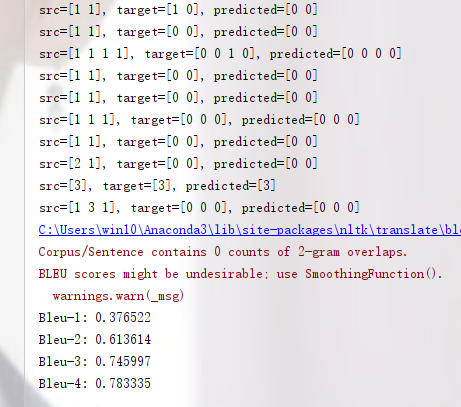 src=[1 1], target=[1 0], predicted=[0 0]
src=[1 1], target=[0 0], predicted=[0 0]
src=[1 1 1 1], target=[0 0 1 0], predicted=[0 0 0 0]
src=[1 1], target=[0 0], predicted=[0 0]
src=[1 1], target=[0 0], predicted=[0 0]
src=[1 1 1], target=[0 0 0], predicted=[0 0 0]
src=[1 1], target=[0 0], predicted=[0 0]
src=[2 1], target=[0 0], predicted=[0 0]
src=[3], target=[3], predicted=[3]
src=[1 3 1], target=[0 0 0], predicted=[0 0 0]
C:\Users\win10\Anaconda3\lib\site-packages\nltk\translate\ble
Corpus/Sentence contains 0 counts of 2-gram overlaps.
BLEU scores might be undesirable; use SmoothingFunction().
warnings.warn(_msg)
Bleu-1: 0.376522
Bleu-2: 0.613614
Bleu-3: 0.745997
Bleu-4: 0.783335